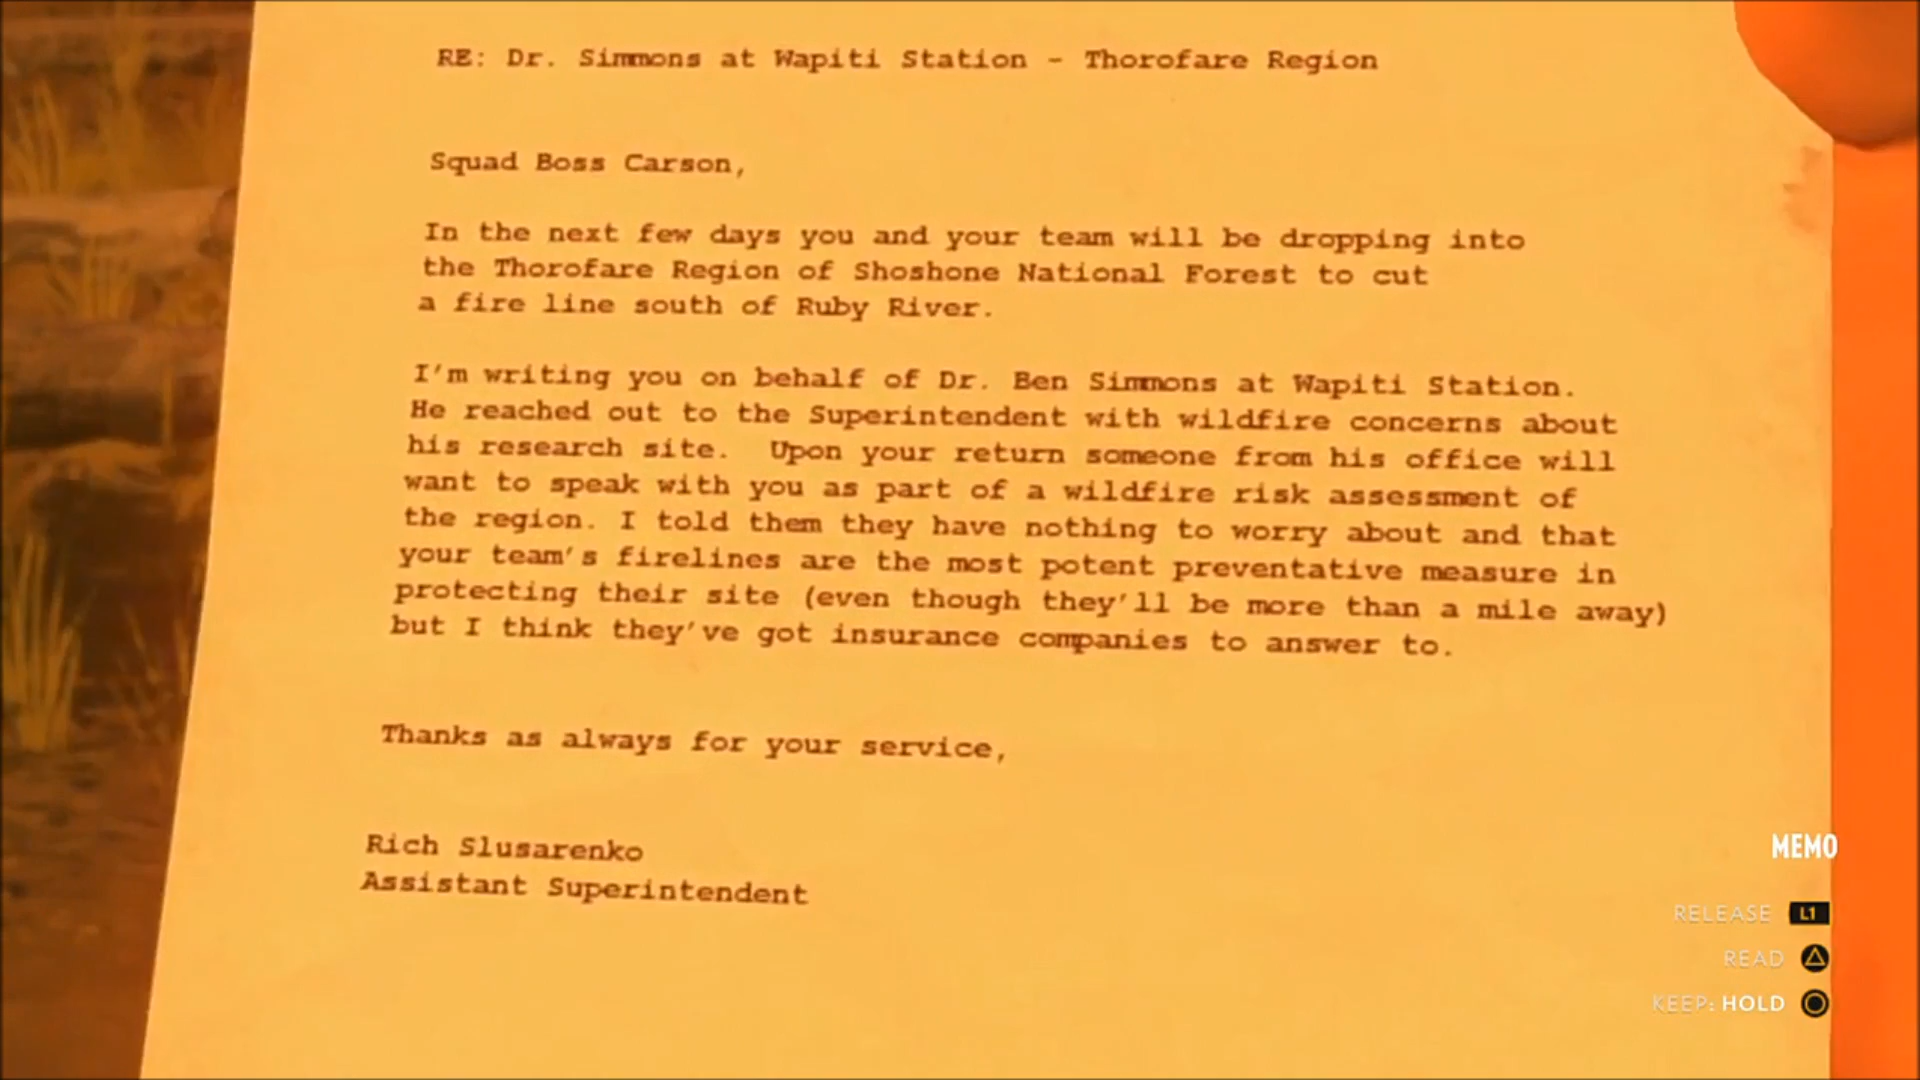 RE: Dr. Simmons at Wapiti Station - Thorofare Region
Squad Boss Carson,
In the next few days you and your team will be dropping into
the Thorofare Region of Shoshone National Forest to cut
a fire line south of Ruby River.
I'm writing you on behalf of Dr. Ben Simmons at Wapiti Station.
He reached out to the Superintendent with wildfire concerns about
his research site. Upon your return someone from his office will
want to speak with you as part of a wildfire risk assessment of
the region. I told them they have nothing to worry about and that
your team's firelines are the most potent preventative measure in
protecting their site (even though they'll be more than a mile away)
but I think they've got insurance companies to answer to.
Thanks as always for your service,
Rich Slusarenko
Assistant Superintendent
MEMO
RELEASE L1
READ
KEEP: HOLD